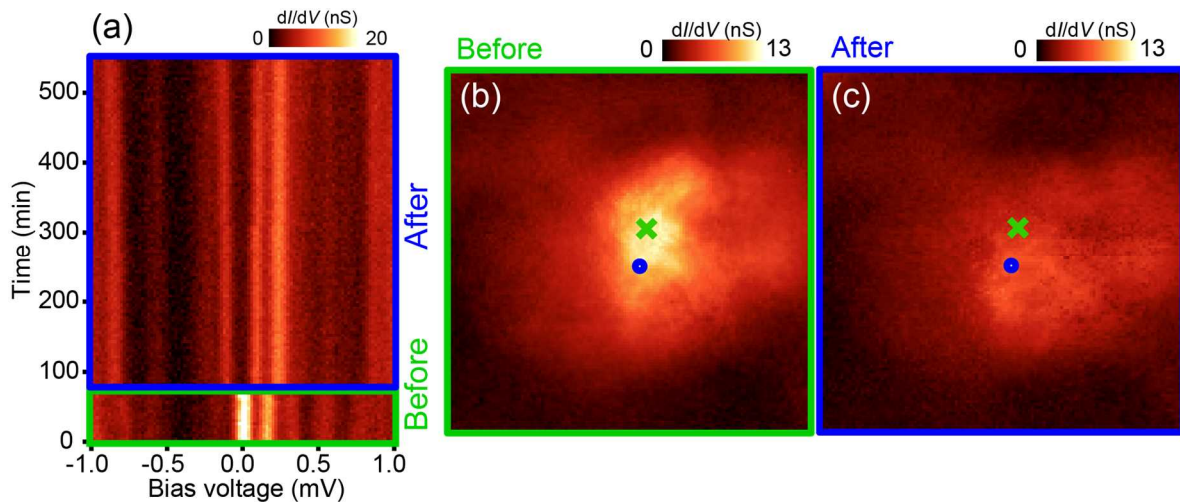 (a)
dI/dV (nS)
0 20
500
400
300
200
100
0
Time (min)
-1.0 -0.5 0.0 0.5 1.0
Bias voltage (mV)
After
Before
Before
dI/dV (nS)
0 13
(b)
After
dI/dV (nS)
0 13
(c)